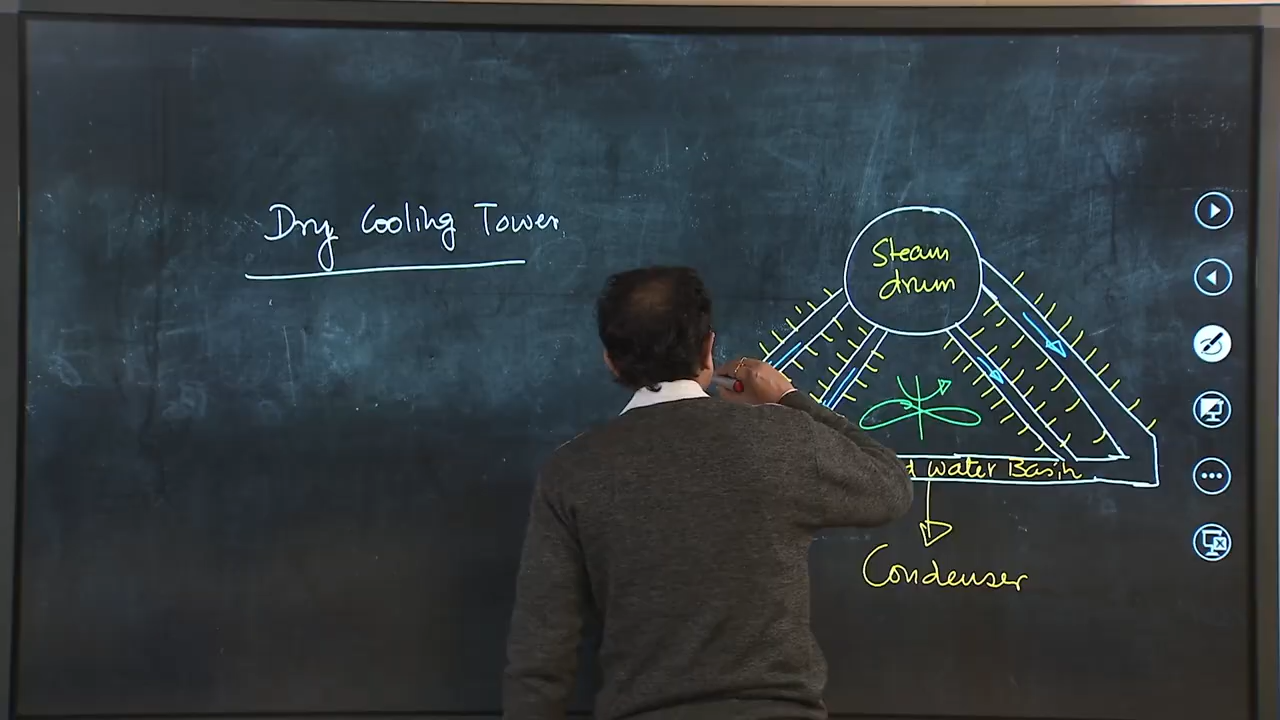 Dry Cooling Tower
Steam
drum
water Basin
Condenser